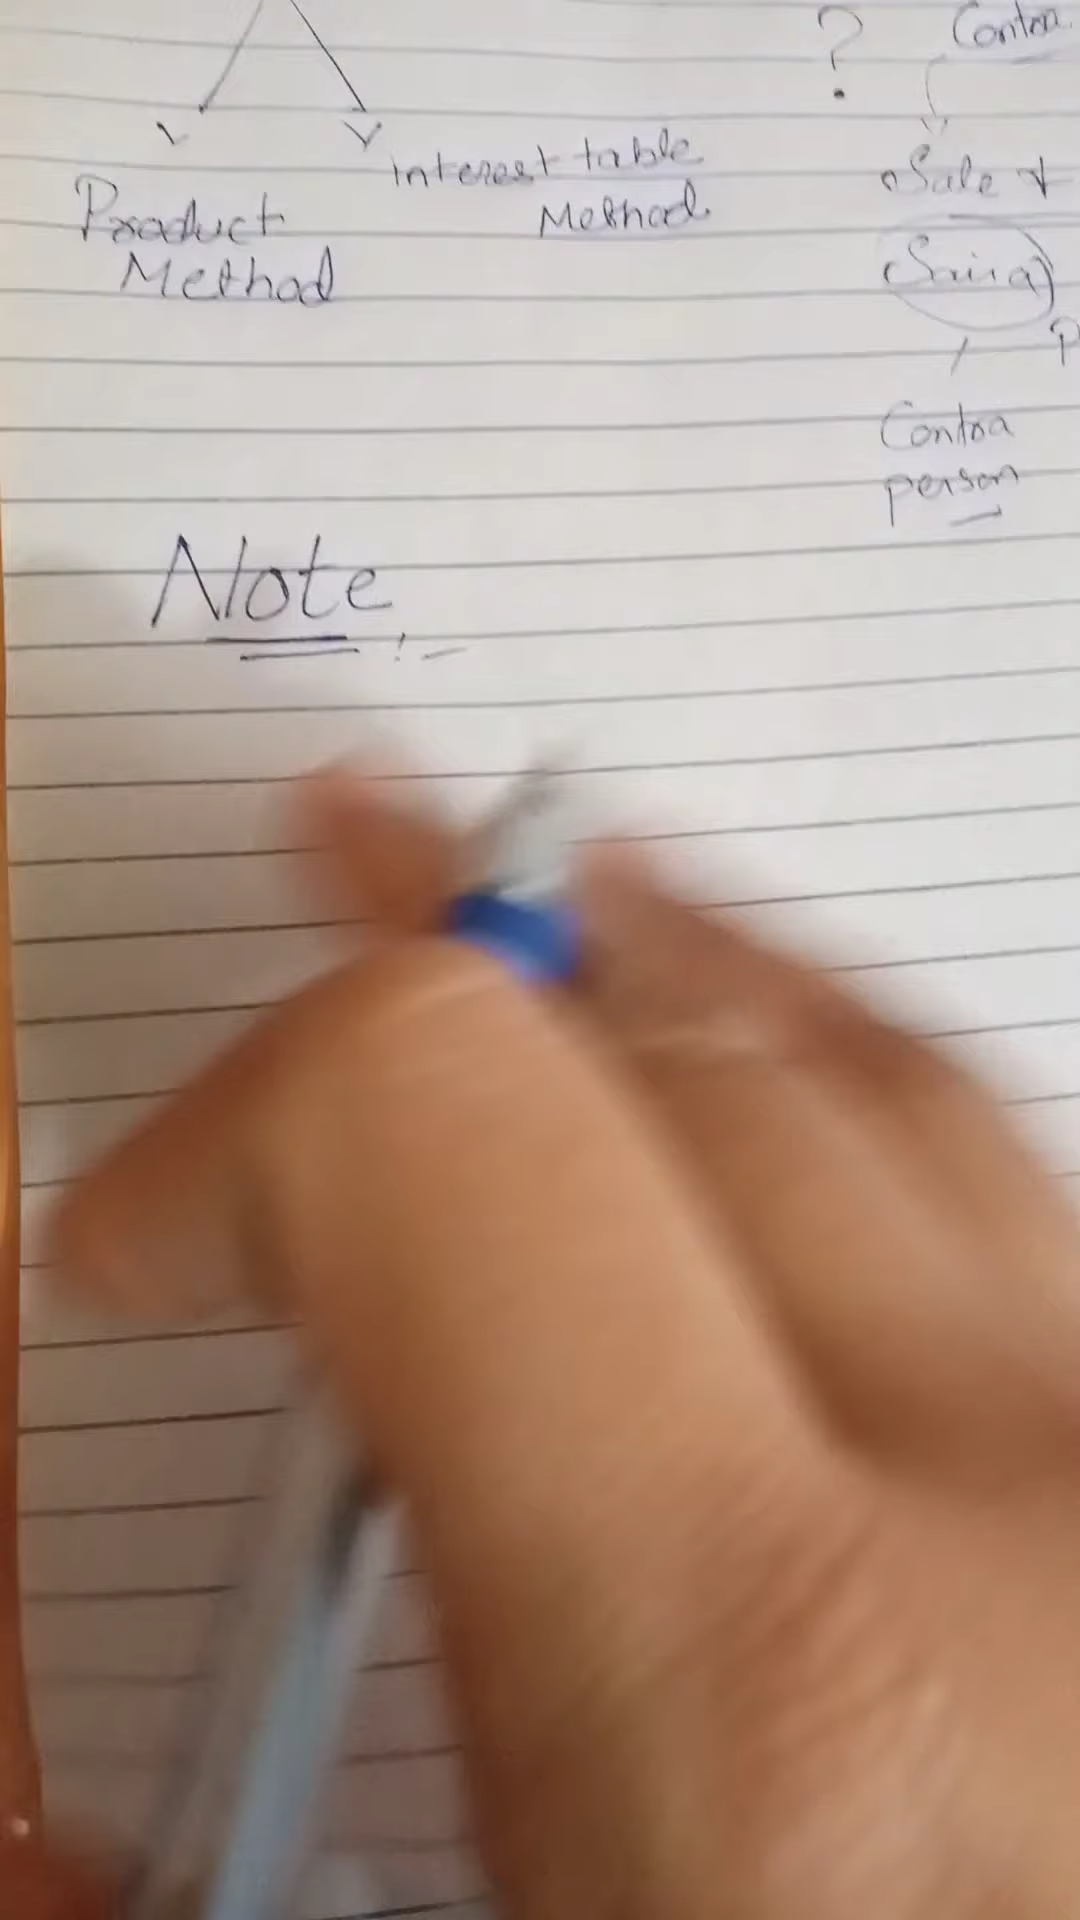 Product
Method
Interest table
Method
?
Contra
Sale
Contra
person
Note :-